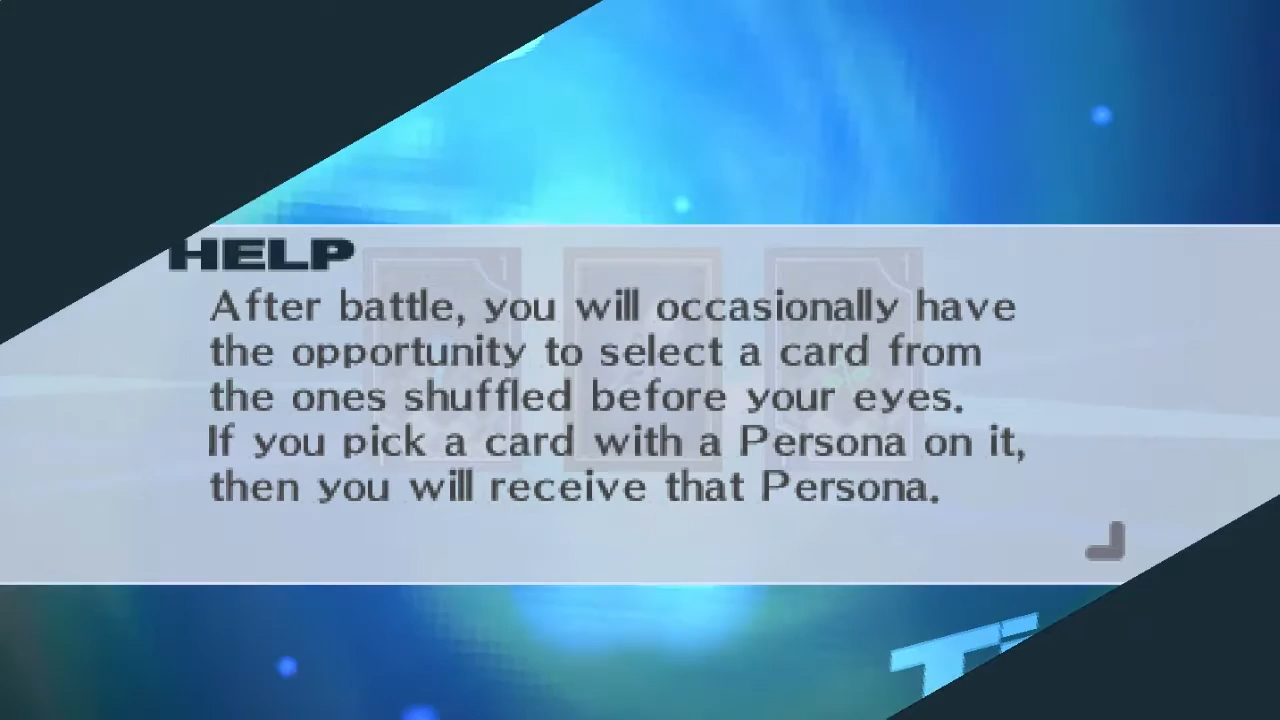 HELP
After battle, you will occasionally have
the opportunity to select a card from
the ones shuffled before your eyes.
If you pick a card with a Persona on it,
then you will receive that Persona.